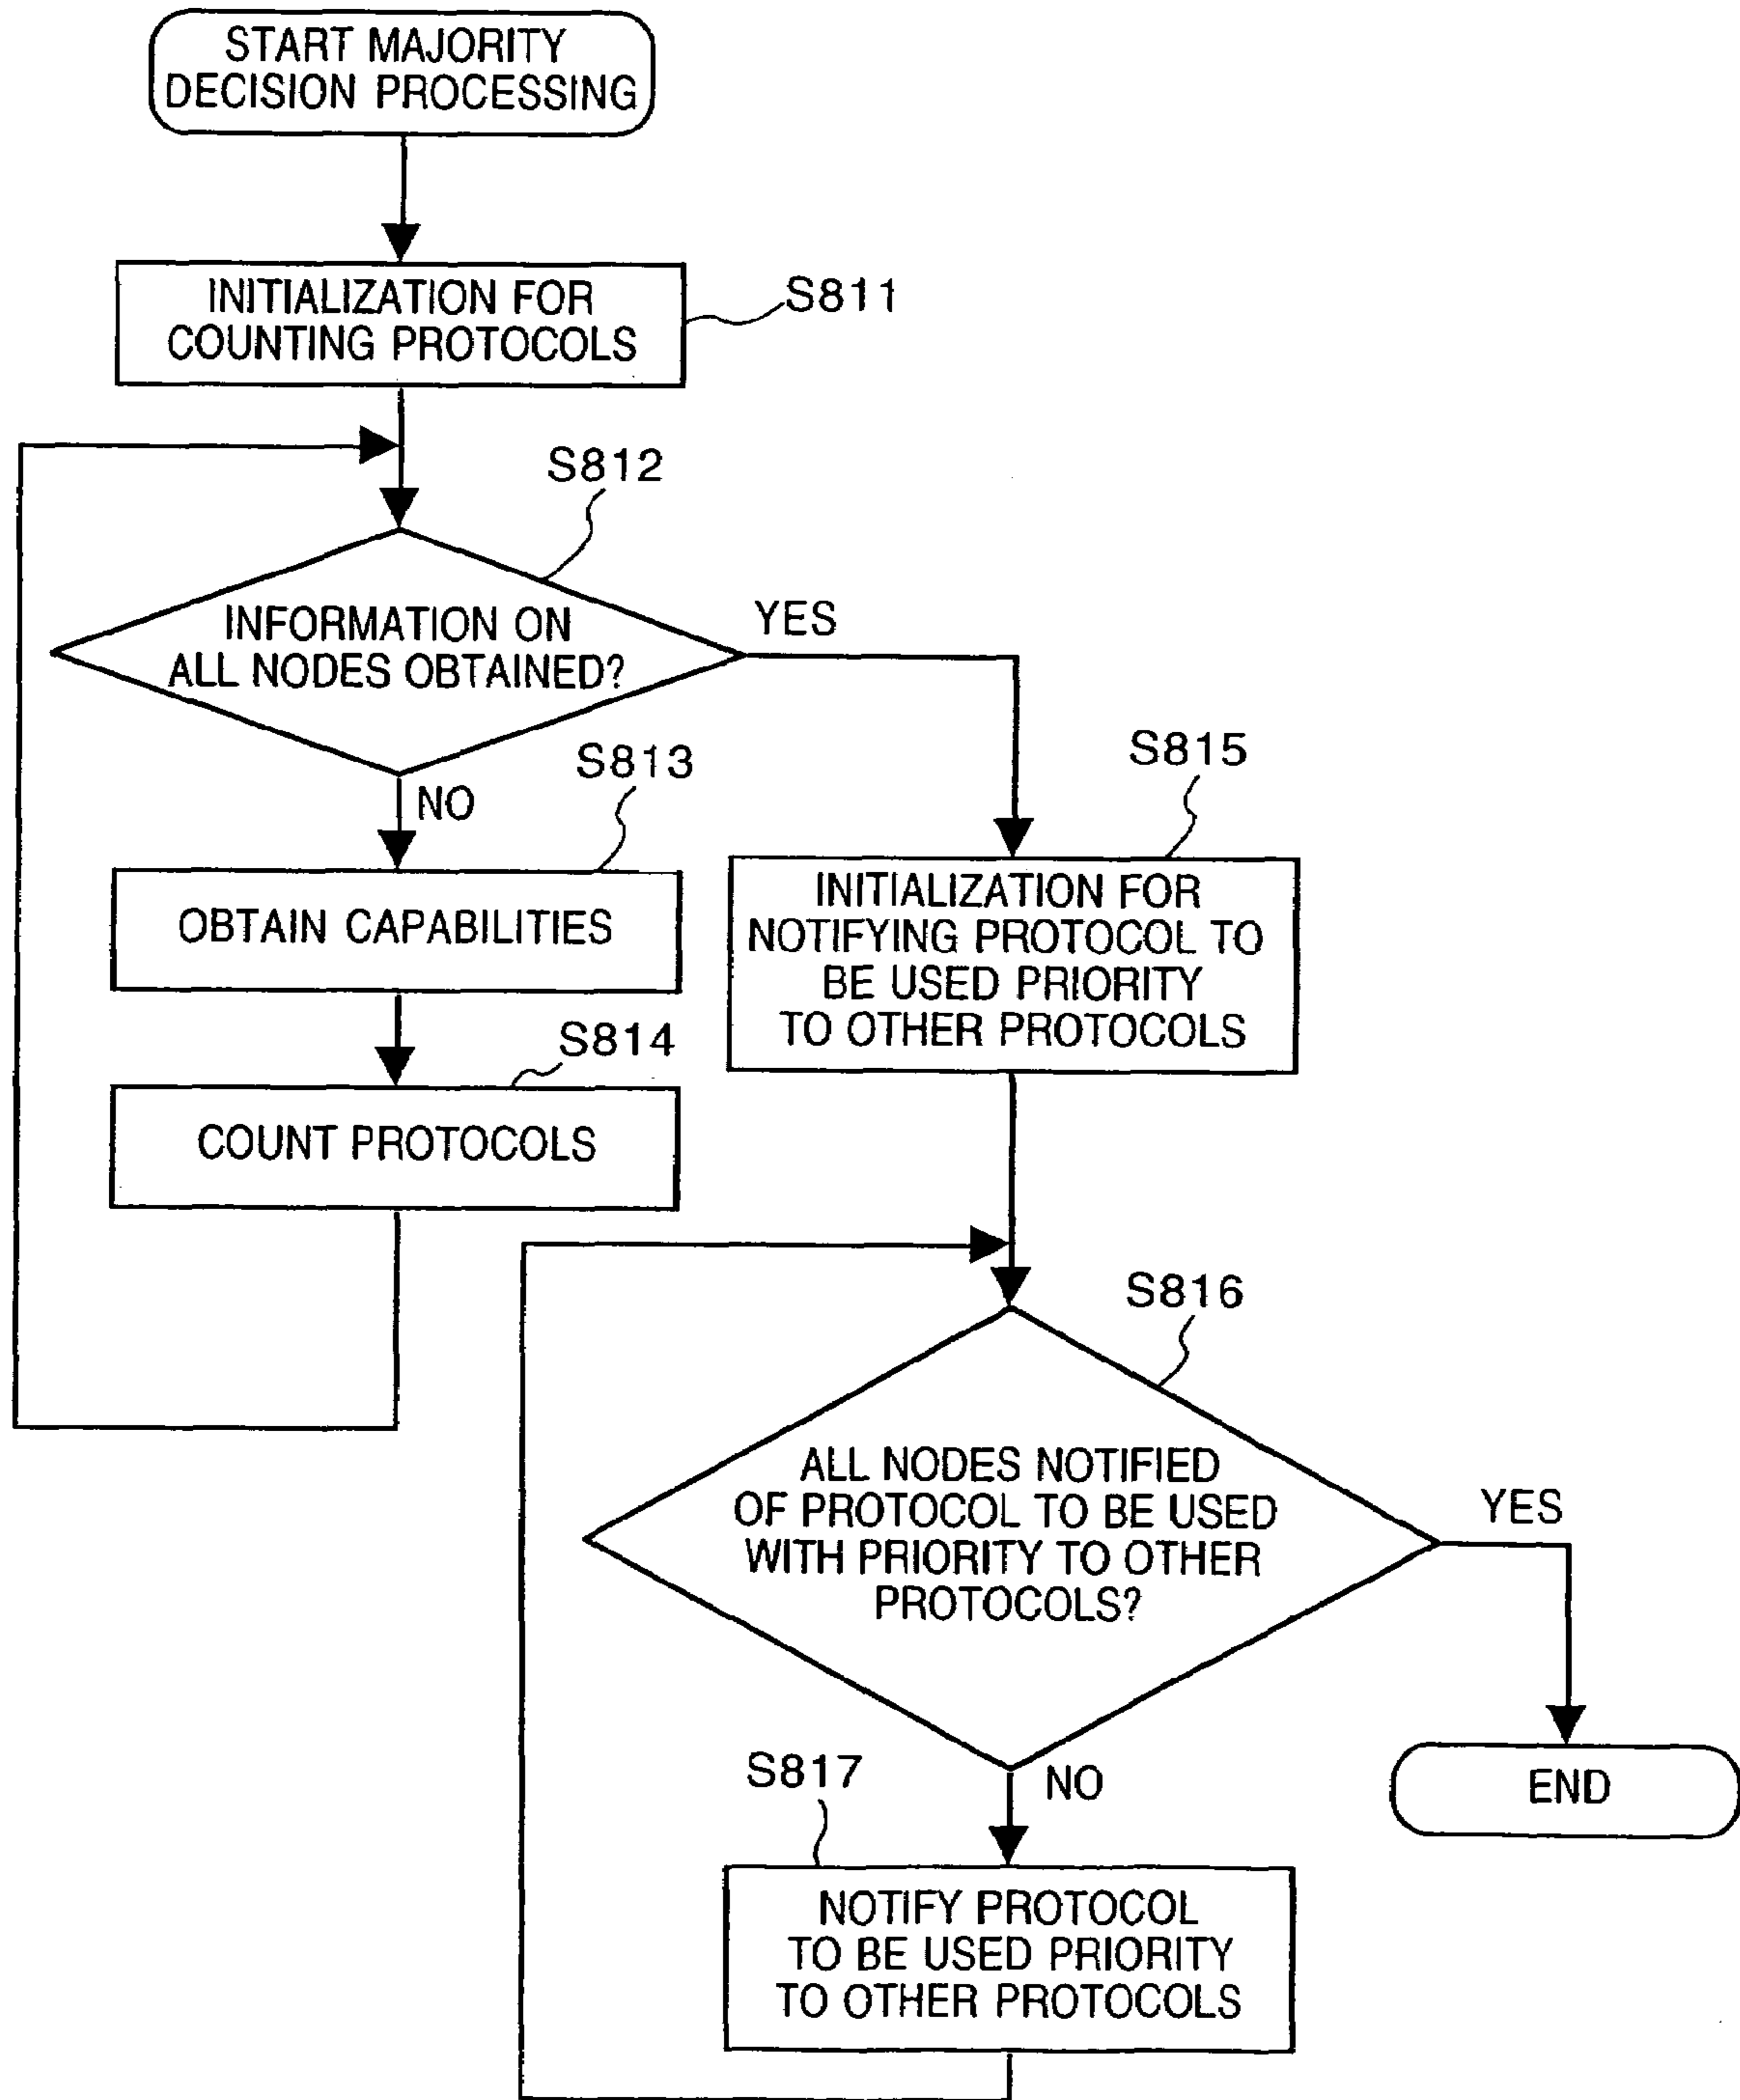 START MAJORITY
DECISION PROCESSING
INITIALIZATION FOR
COUNTING PROTOCOLS
S811
S812
INFORMATION ON
ALL NODES OBTAINED?
YES
NO
S813
OBTAIN CAPABILITIES
S814
COUNT PROTOCOLS
S815
INITIALIZATION FOR
NOTIFYING PROTOCOL TO
BE USED PRIORITY
TO OTHER PROTOCOLS
S816
ALL NODES NOTIFIED
OF PROTOCOL TO BE USED
WITH PRIORITY TO OTHER
PROTOCOLS?
YES
END
NO
S817
NOTIFY PROTOCOL
TO BE USED PRIORITY
TO OTHER PROTOCOLS